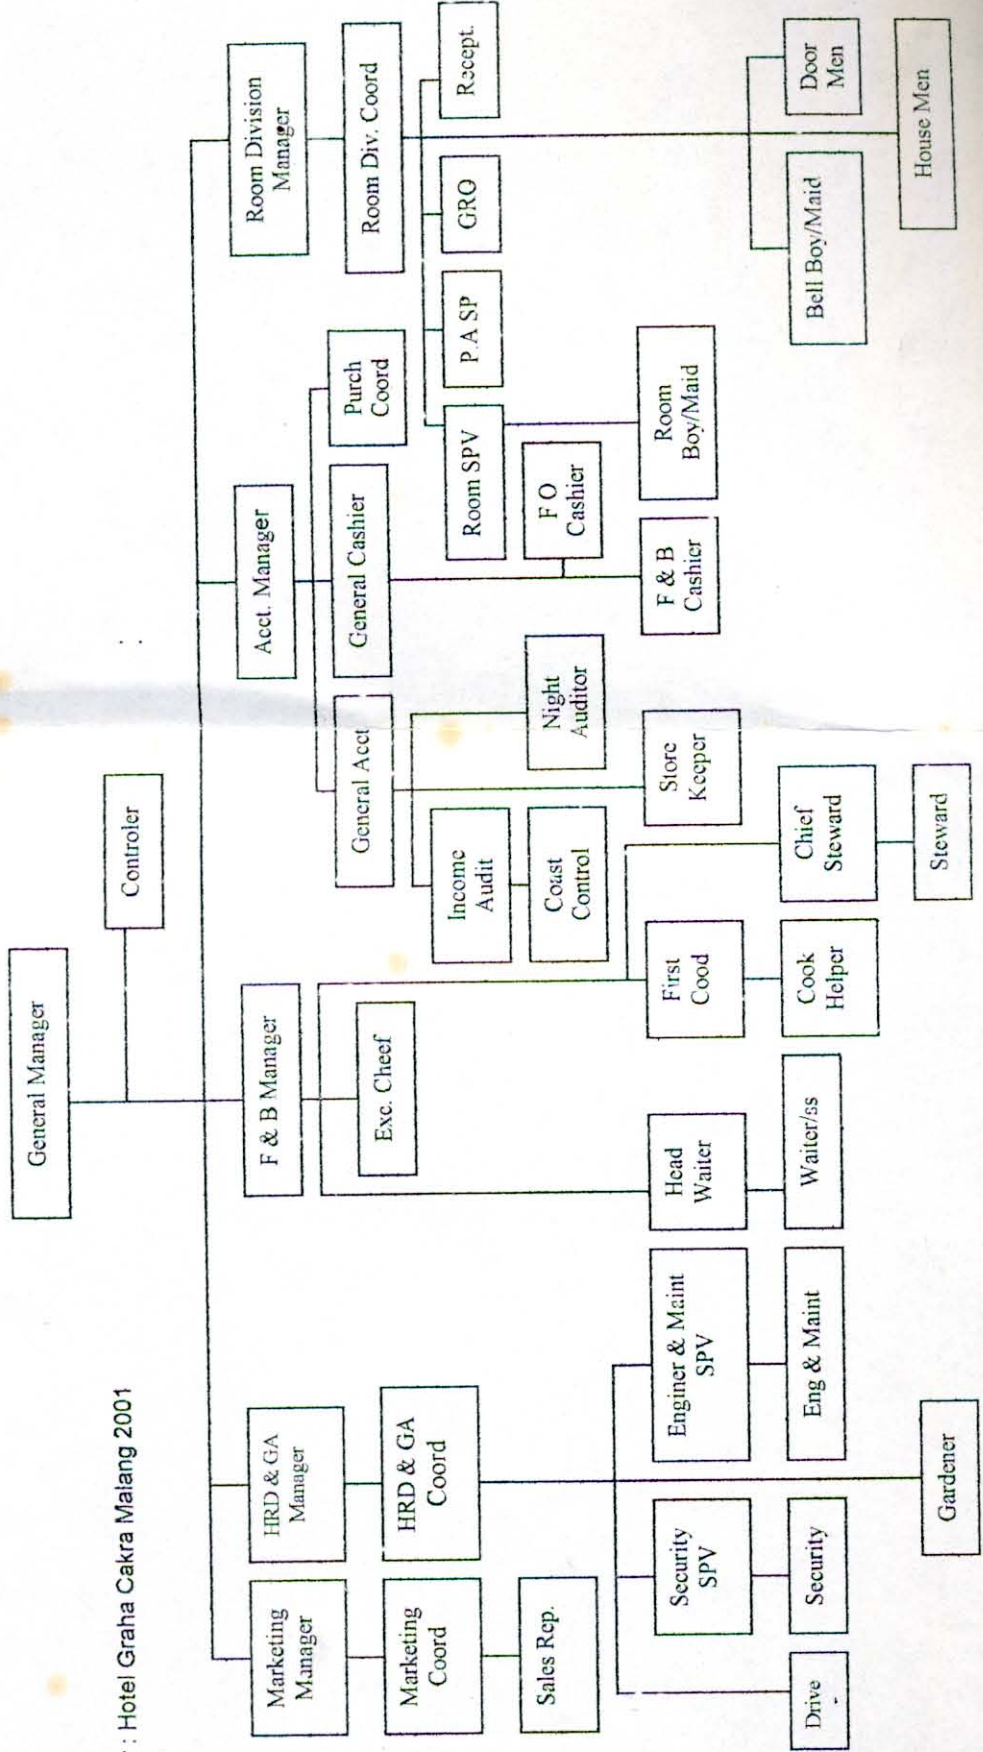 General Manager
Controler
:
Marketing
Manager
HRD & GA
Manager
F & B Manager
Acct. Manager
Room Division
Manager
Marketing
Coord
HRD & GA
Coord
Exc. Cheef
General Acct
General Cashier
Purch
Coord
Room Div. Coord
Sales Rep.
Income
Audit
Coast
Control
Night
Auditor
Room SPV
P.A SP
GRO
Recept.
F O
Cashier
Security
SPV
Enginer & Maint
SPV
Head
Waiter
First
Cood
Store
Keeper
F & B
Cashier
Room
Boy/Maid
Drive
Security
Eng & Maint
Waiter/ss
Cook
Helper
Chief
Steward
Bell Boy/Maid
Door
Men
Gardener
Steward
House Men
: Hotel Graha Cakra Malang 2001